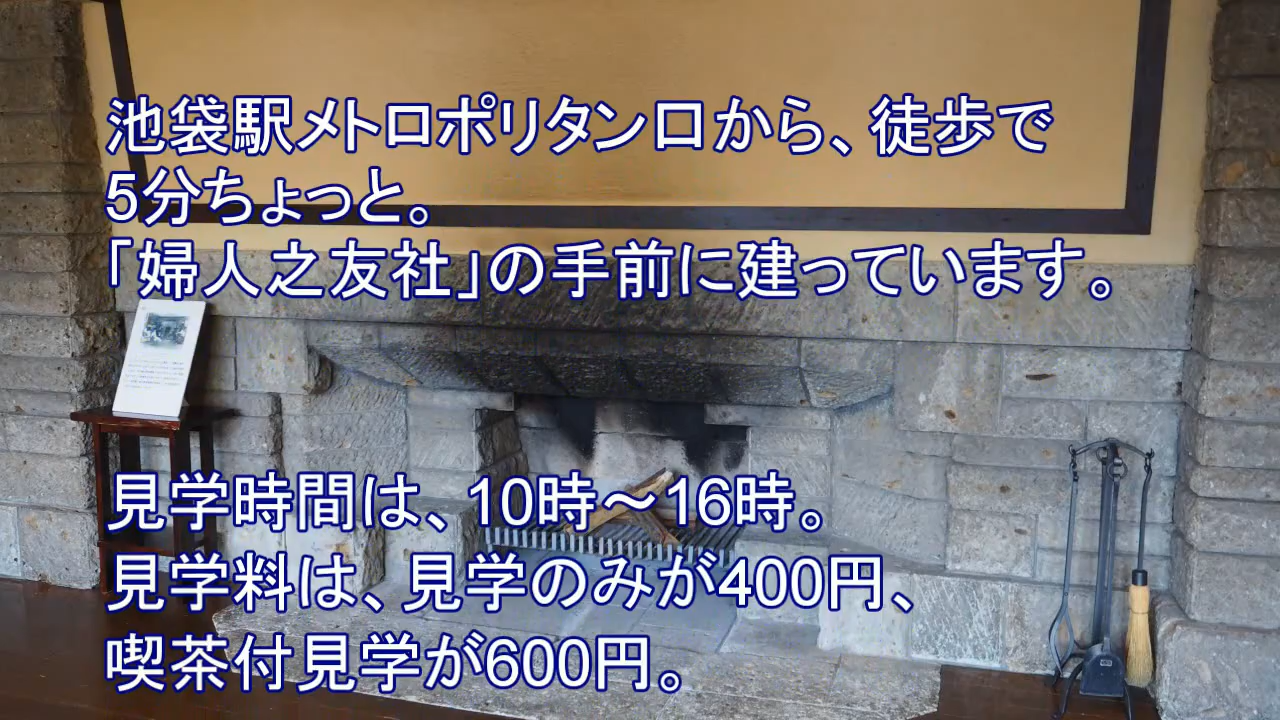 池袋駅メトロポリタン口から、徒歩で
5分ちょっと。
「婦人之友社」の手前に建っています。
見学時間は、10時～16時。
見学料は、見学のみが400円、
喫茶付見学が600円。